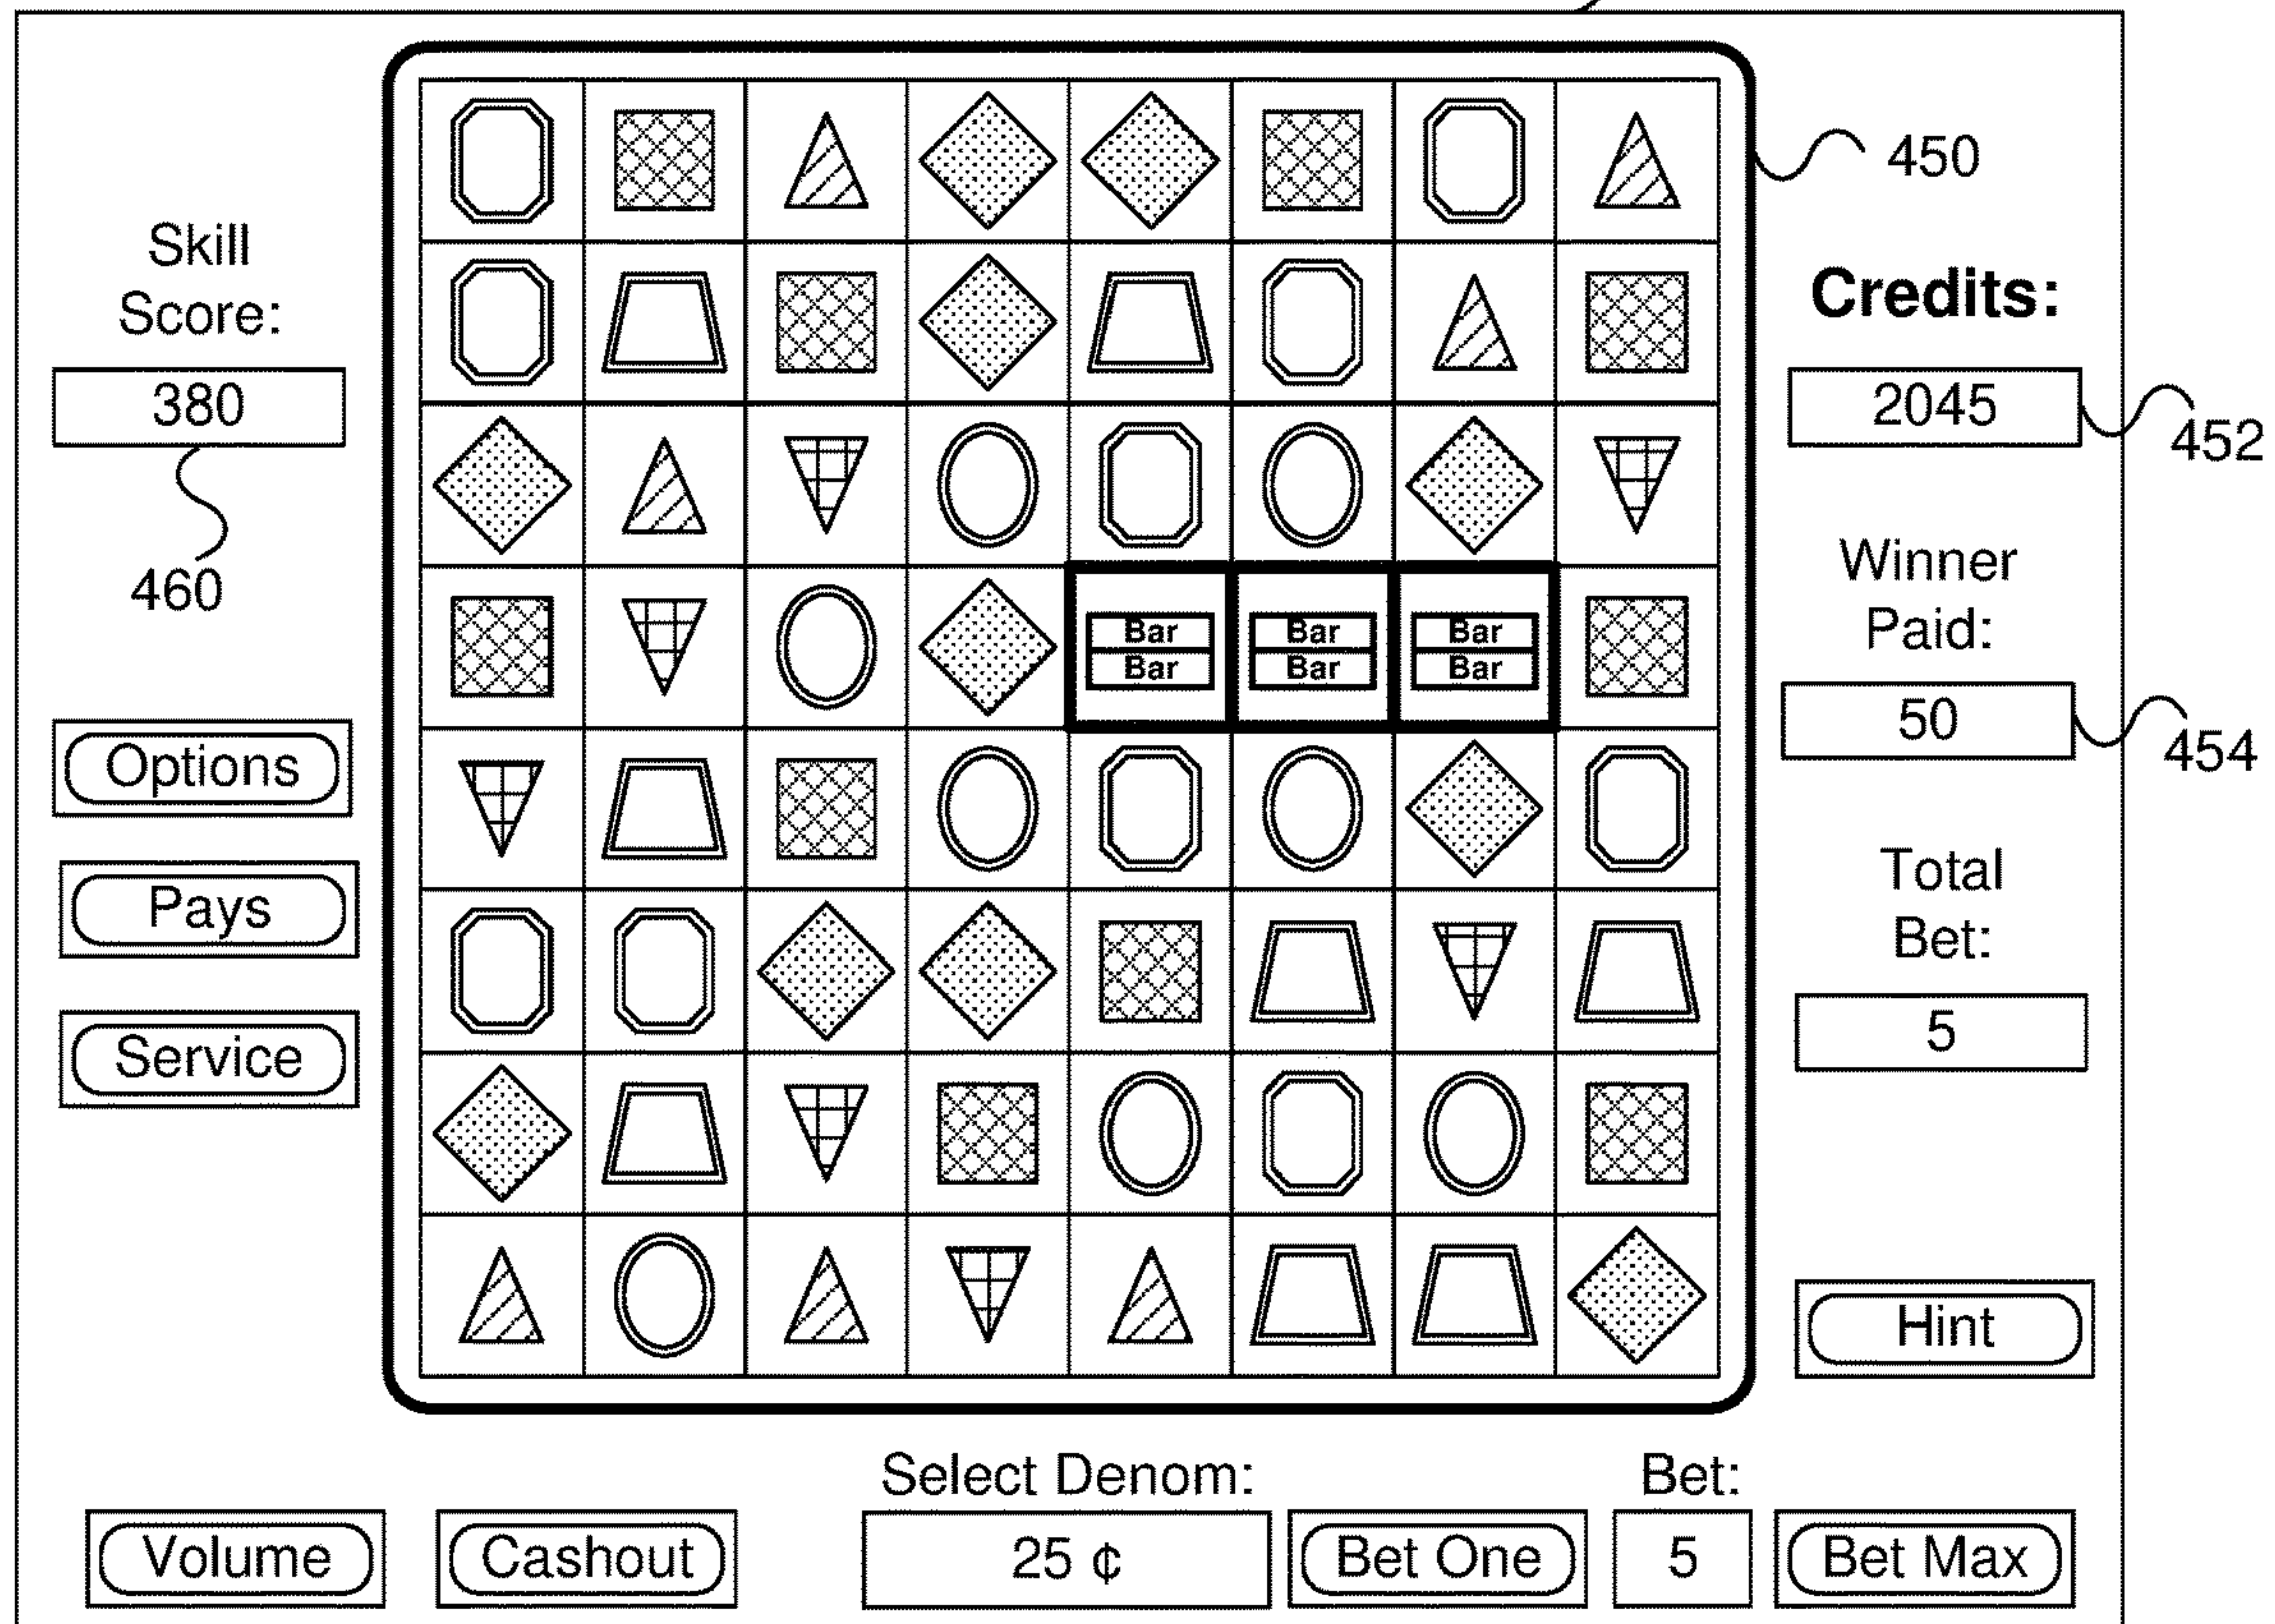 450
Skill
Score:
380
460
Credits:
2045
452
Winner
Paid:
50
454
Bar
Bar
Bar
Bar
Bar
Bar
Options
Pays
Service
Total
Bet:
5
Hint
Select Denom:
Bet:
Volume
Cashout
25 ¢
Bet One
5
Bet Max